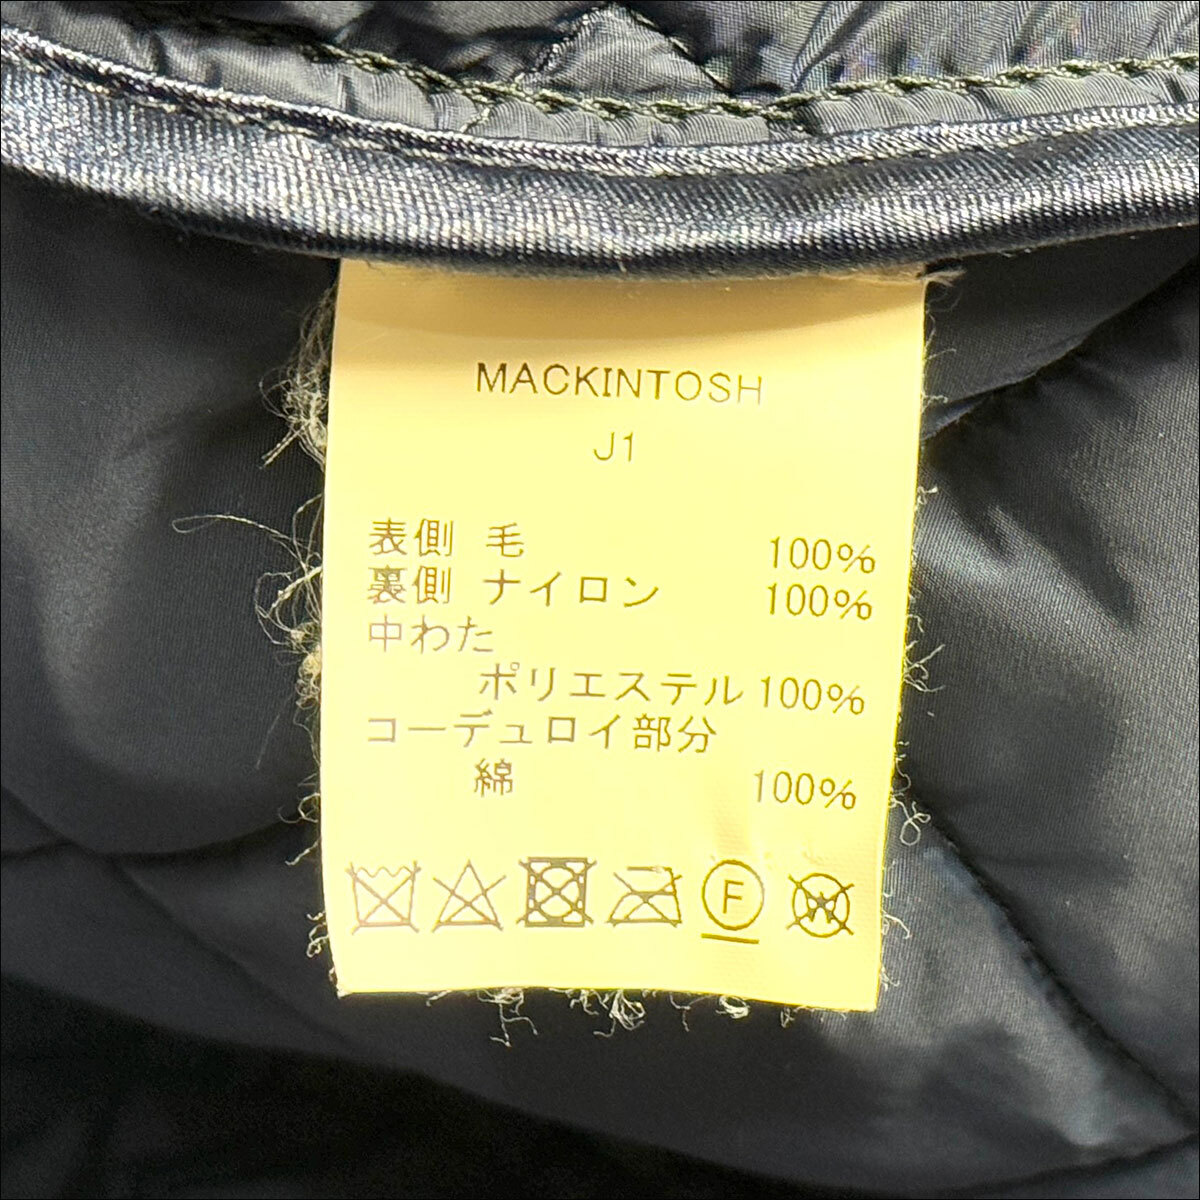 MACKINTOSH
J1
表側 毛 100%
裏側 ナイロン 100%
中わた
ポリエステル 100%
コーデュロイ部分
綿 100%
F
W